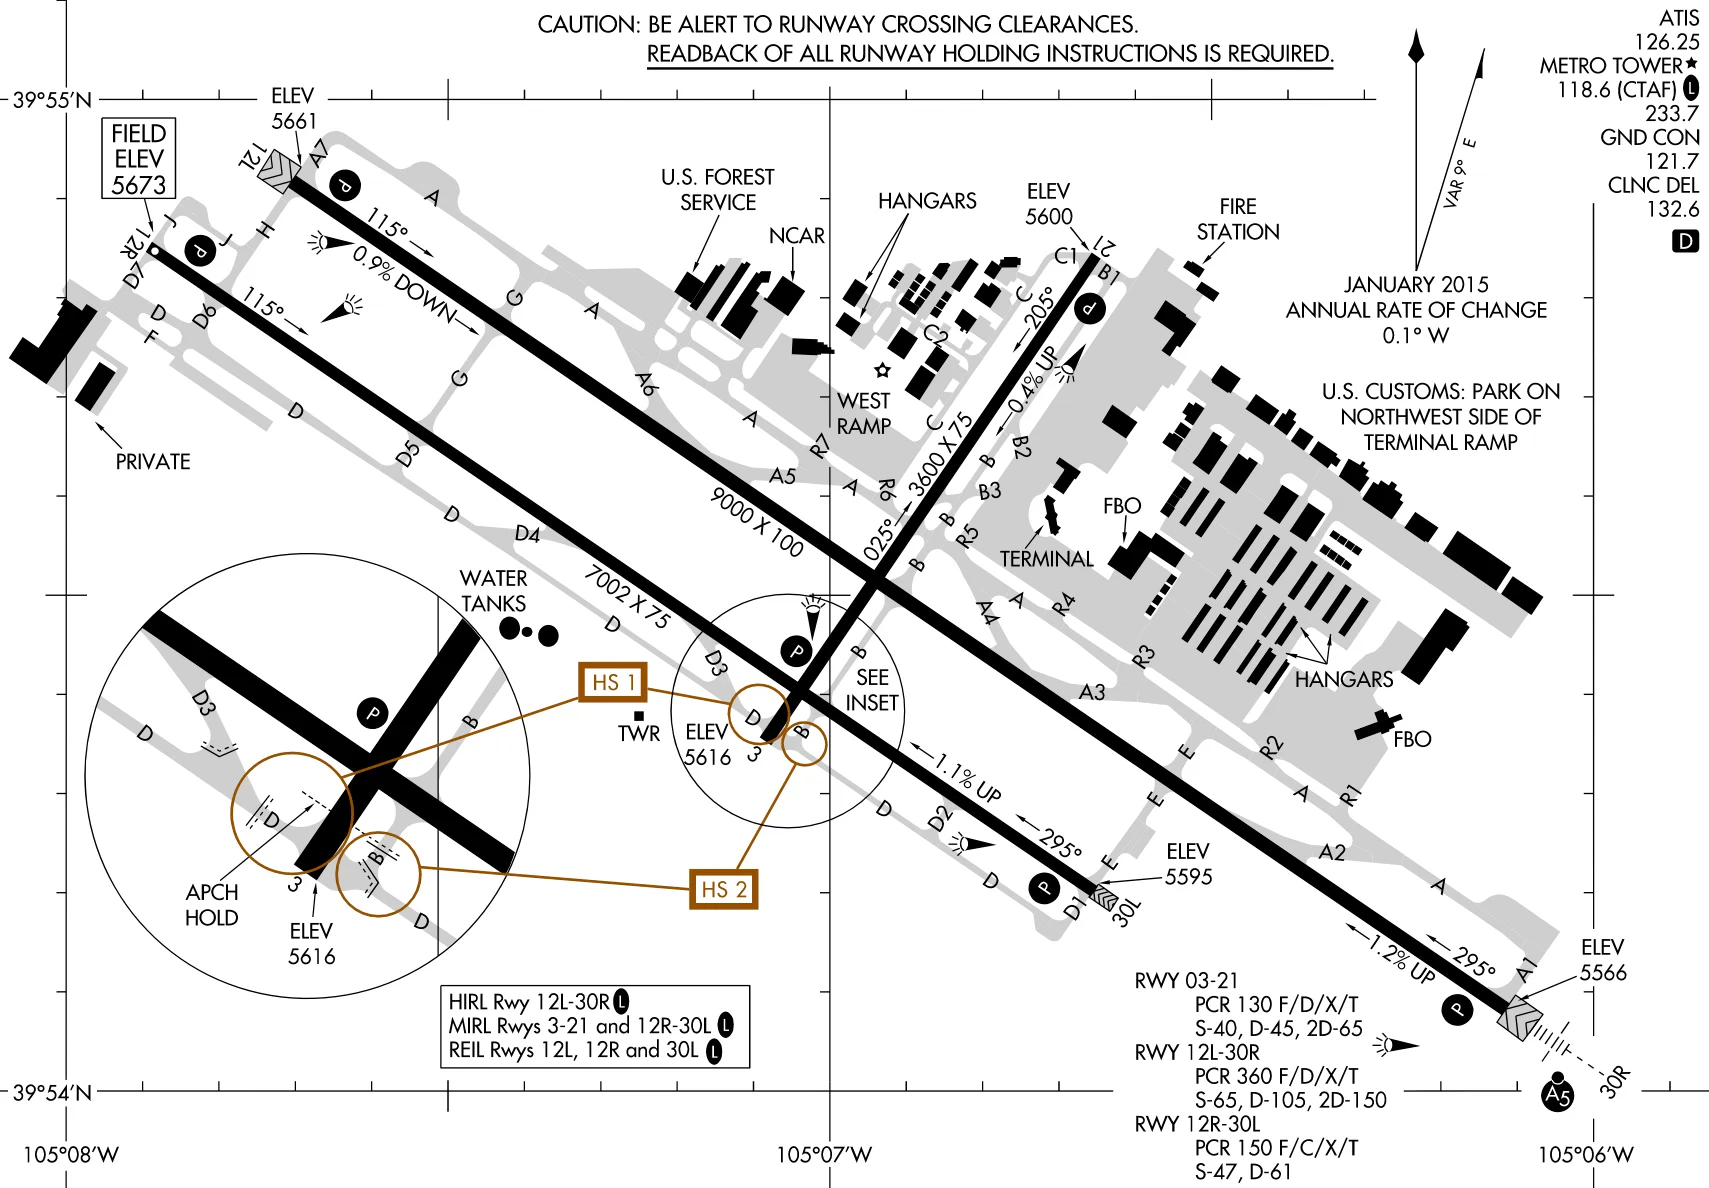 CAUTION: BE ALERT TO RUNWAY CROSSING CLEARANCES.
READBACK OF ALL RUNWAY HOLDING INSTRUCTIONS IS REQUIRED.
ATIS
126.25
METRO TOWER★
118.6 (CTAF) L
233.7
GND CON
121.7
CLNC DEL
132.6
D
39°55'N
FIELD
ELEV
5673
ELEV
5661
12L
A7
P
A
J
J
H
12R
P
D7
D
F
D6
115°
0.9% DOWN
115°
G
G
A
A6
A
A5
R7
A
R6
U.S. FOREST
SERVICE
NCAR
HANGARS
ELEV
5600
21
C1
B1
C
205°
P
C2
0.4% UP
WEST
RAMP
C
3600 X 75
B2
B
B3
B
R5
025°
B
FIRE
STATION
VAR 9° E
JANUARY 2015
ANNUAL RATE OF CHANGE
0.1° W
U.S. CUSTOMS: PARK ON
NORTHWEST SIDE OF
TERMINAL RAMP
PRIVATE
D
D5
D
D4
9000 X 100
7002 X 75
D
D3
FBO
TERMINAL
A4
A
R4
R3
A3
HANGARS
FBO
WATER
TANKS
P
B
SEE
INSET
HS 1
TWR
D
B
ELEV
5616
3
D3
D
P
B
D
B
3
APCH
HOLD
ELEV
5616
D
HS 2
1.1% UP
D
D2
295°
D
P
D1
30L
E
E
E
ELEV
5595
R2
A
R1
A2
A
1.2% UP
295°
A1
ELEV
5566
P
30R
A5
HIRL Rwy 12L-30R L
MIRL Rwys 3-21 and 12R-30L L
REIL Rwys 12L, 12R and 30L L
RWY 03-21
PCR 130 F/D/X/T
S-40, D-45, 2D-65
RWY 12L-30R
PCR 360 F/D/X/T
S-65, D-105, 2D-150
RWY 12R-30L
PCR 150 F/C/X/T
S-47, D-61
39°54'N
105°08'W
105°07'W
105°06'W